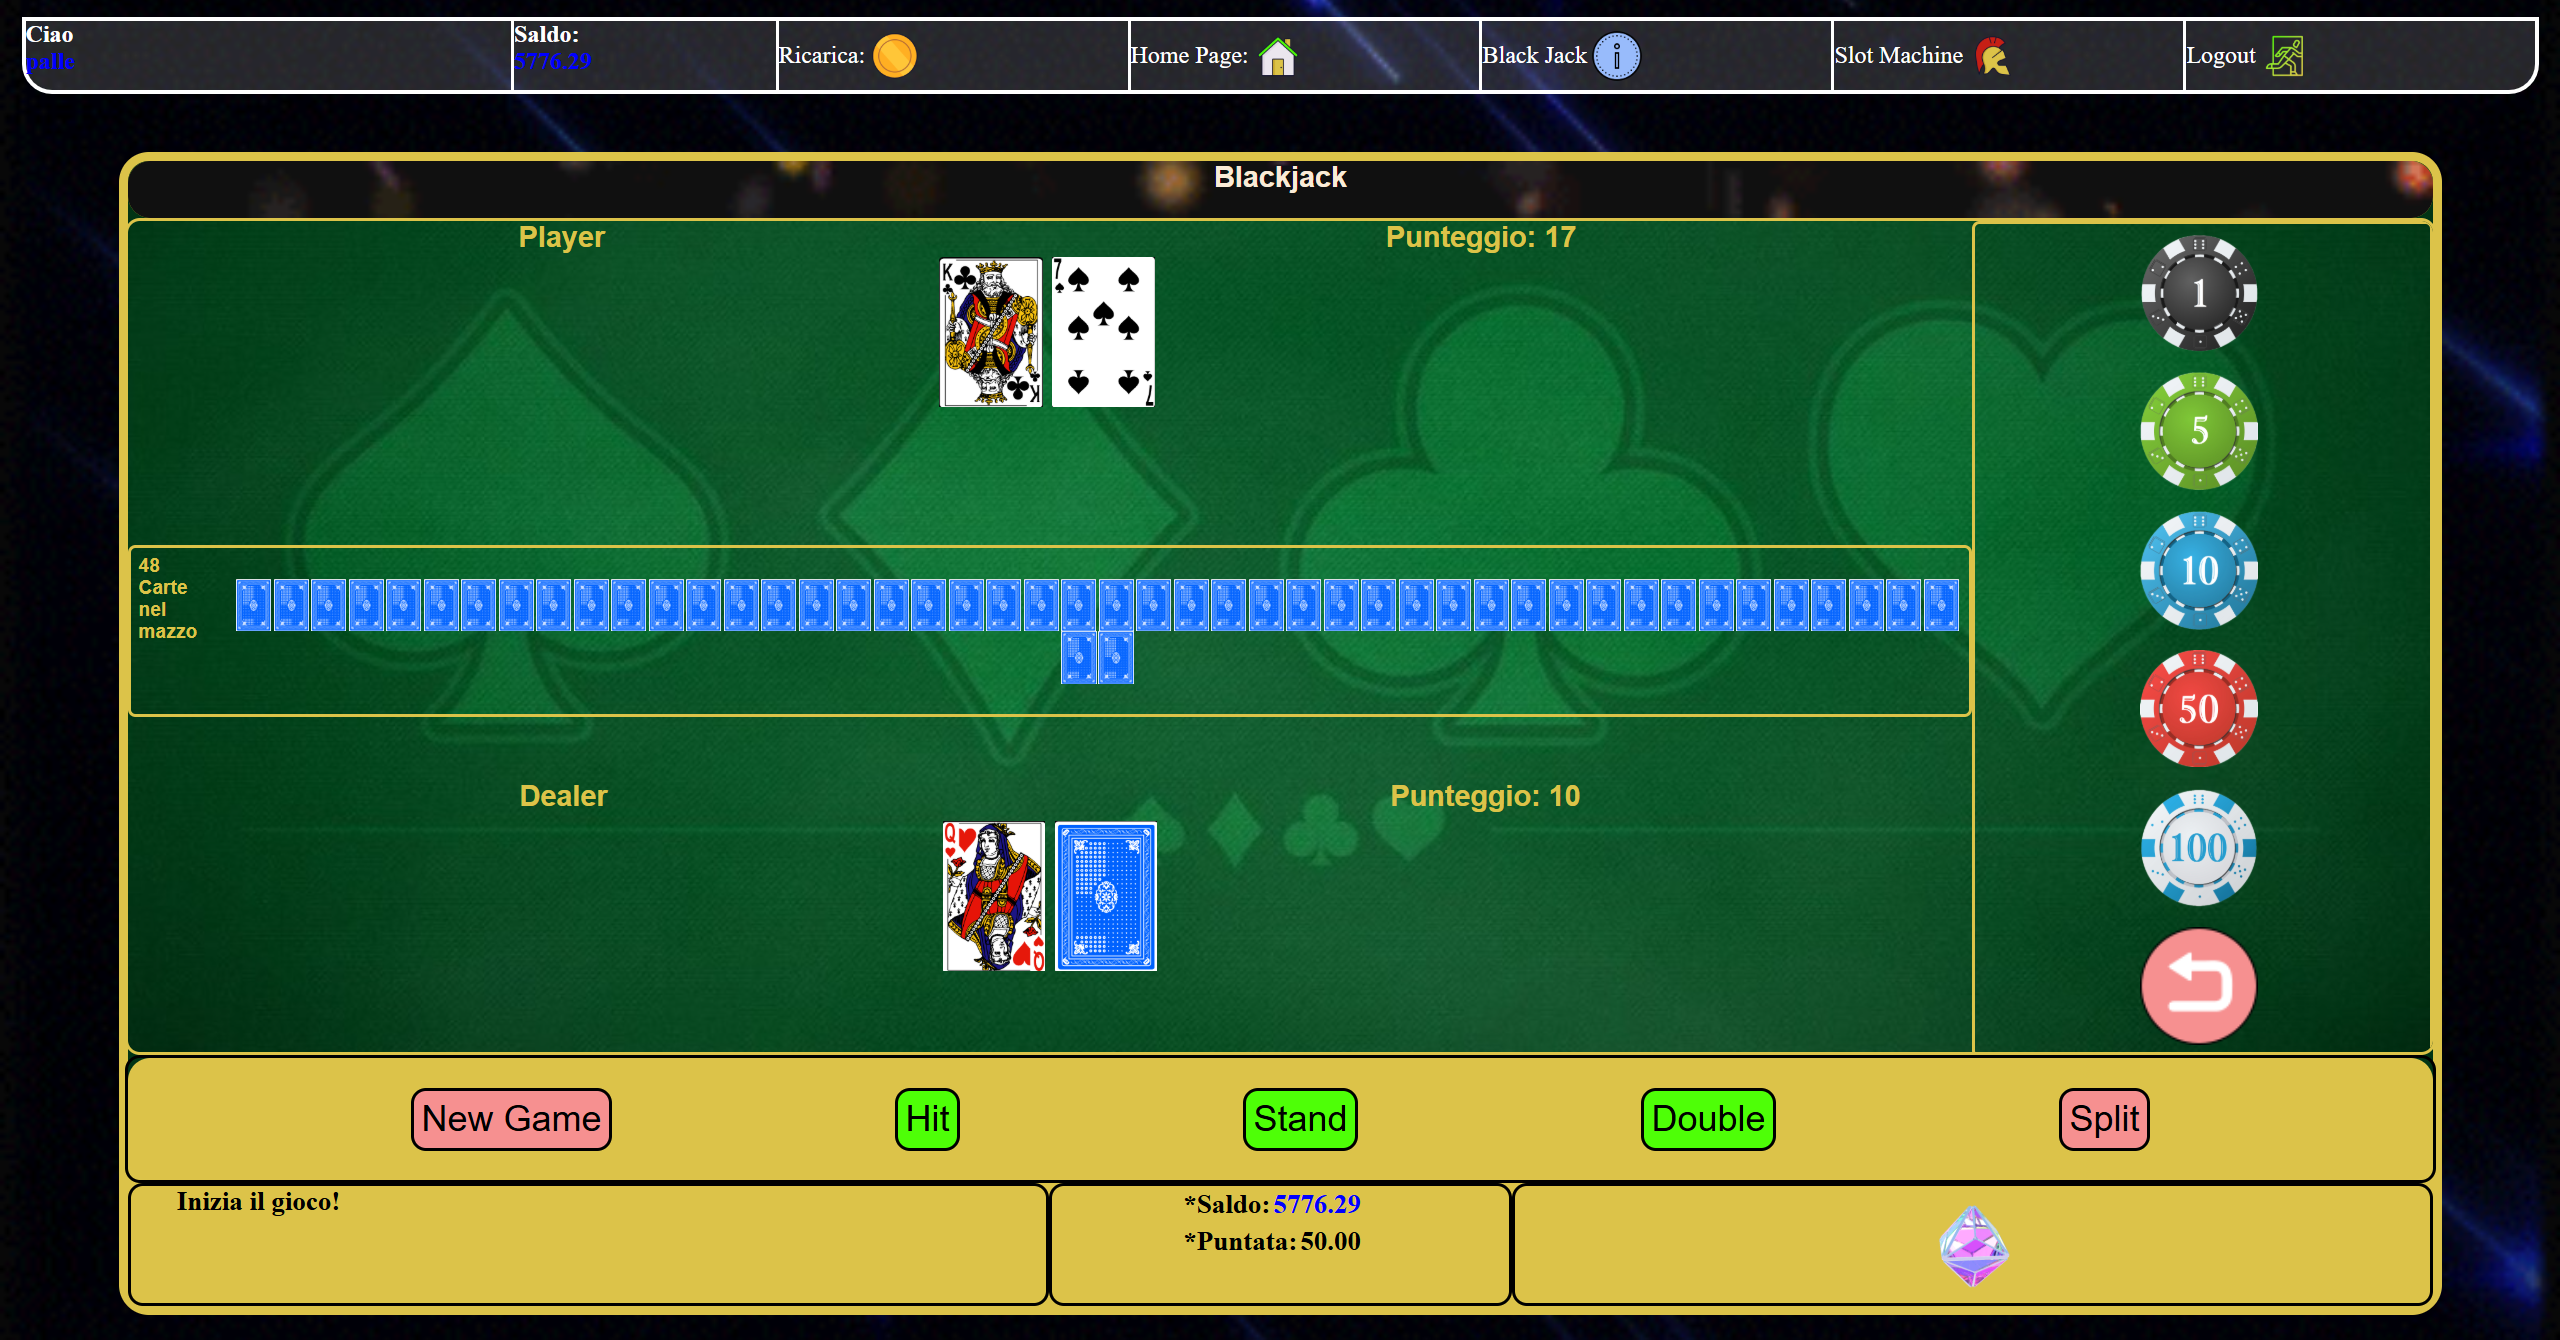 Ciao
palle
Saldo:
5776.29
Ricarica:
Home Page:
Black Jack
i
Slot Machine
Logout
Blackjack
Player
Punteggio: 17
K
K
7
7
1
5
10
50
100
48
Carte
nel
mazzo
Dealer
Punteggio: 10
Q
Q
New Game
Hit
Stand
Double
Split
Inizia il gioco!
*Saldo: 5776.29
*Puntata: 50.00